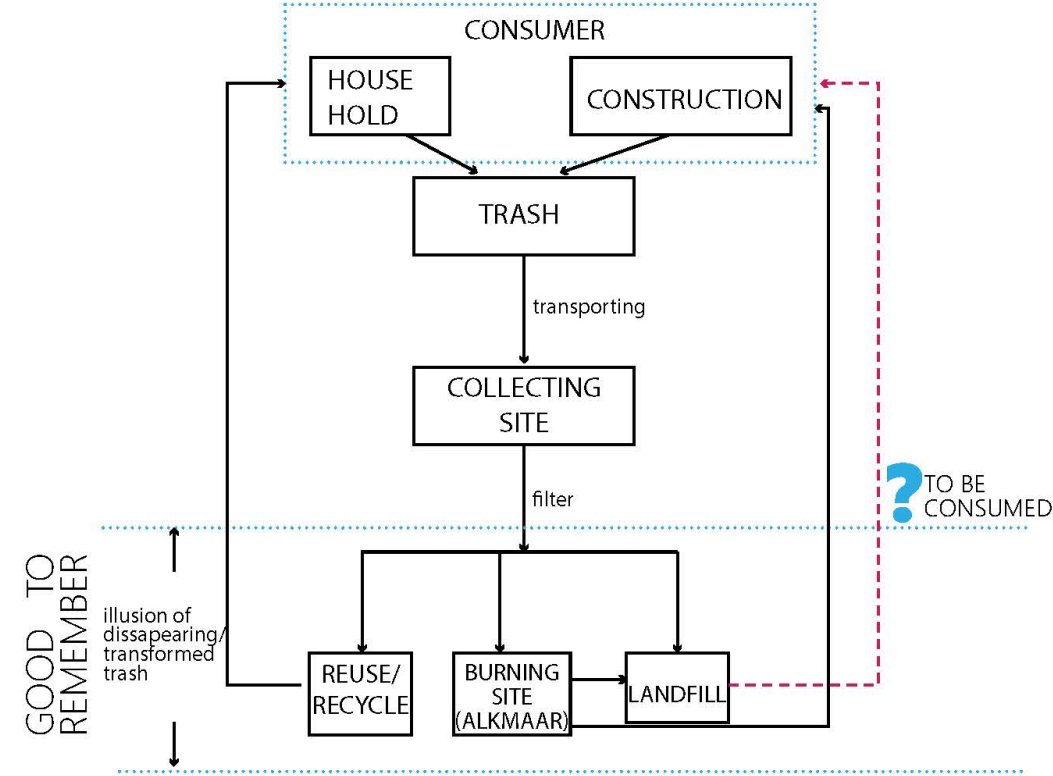 CONSUMER
HOUSE
HOLD
CONSTRUCTION
TRASH
transporting
COLLECTING
SITE
filter
? TO BE
CONSUMED
GOOD TO
REMEMBER
illusion of
dissapearing/
transformed
trash
REUSE/
RECYCLE
BURNING
SITE
(ALKMAAR)
LANDFILL